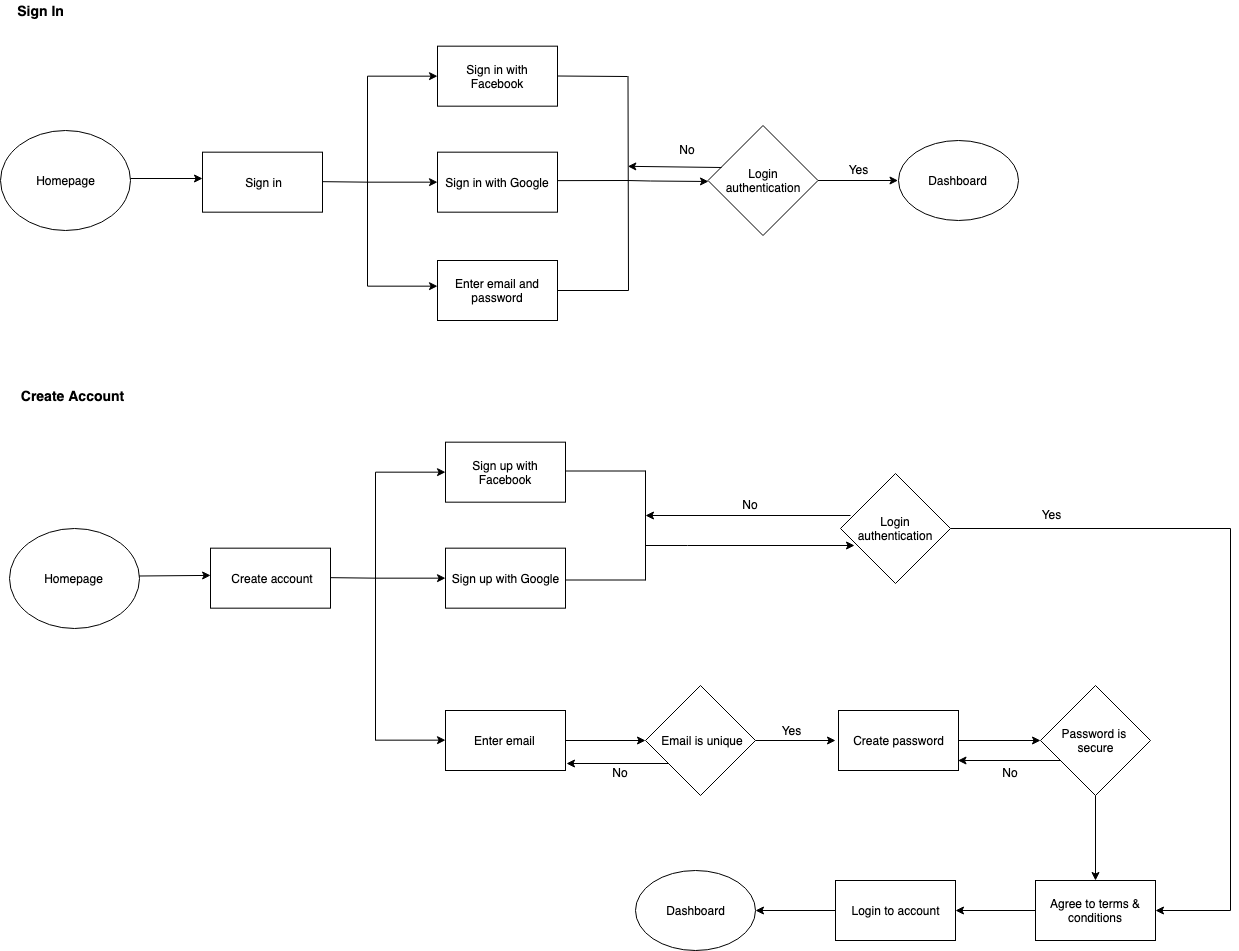 Sign In
Sign in with
Facebook
No
Homepage
Sign in
Sign in with Google
Login
authentication
Yes
Dashboard
Enter email and
password
Create Account
Sign up with
Facebook
No
Login
authentication
Yes
Homepage
Create account
Sign up with Google
Enter email
Email is unique
Yes
Create password
Password is
secure
No
No
Dashboard
Login to account
Agree to terms &
conditions